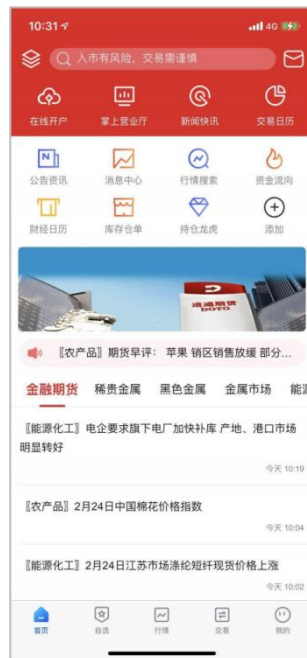 10:31
4G
入市有风险，交易需谨慎
在线开户 掌上营业厅 新闻快讯 交易日历
公告资讯 消息中心 行情搜索 资金流向
财经日历 库存仓单 持仓龙虎 添加
道通期货
DOTO
〖农产品〗期货早评： 苹果 销区销售放缓 部分...
金融期货 稀贵金属 黑色金属 金属市场 能源
〖能源化工〗电企要求旗下电厂加快补库 产地、港口市场
明显转好
今天 10:19
〖农产品〗2月24日中国棉花价格指数
今天 10:04
〖能源化工〗2月24日江苏市场涤纶短纤现货价格上涨
今天 10:02
首页 自选 行情 交易 我的